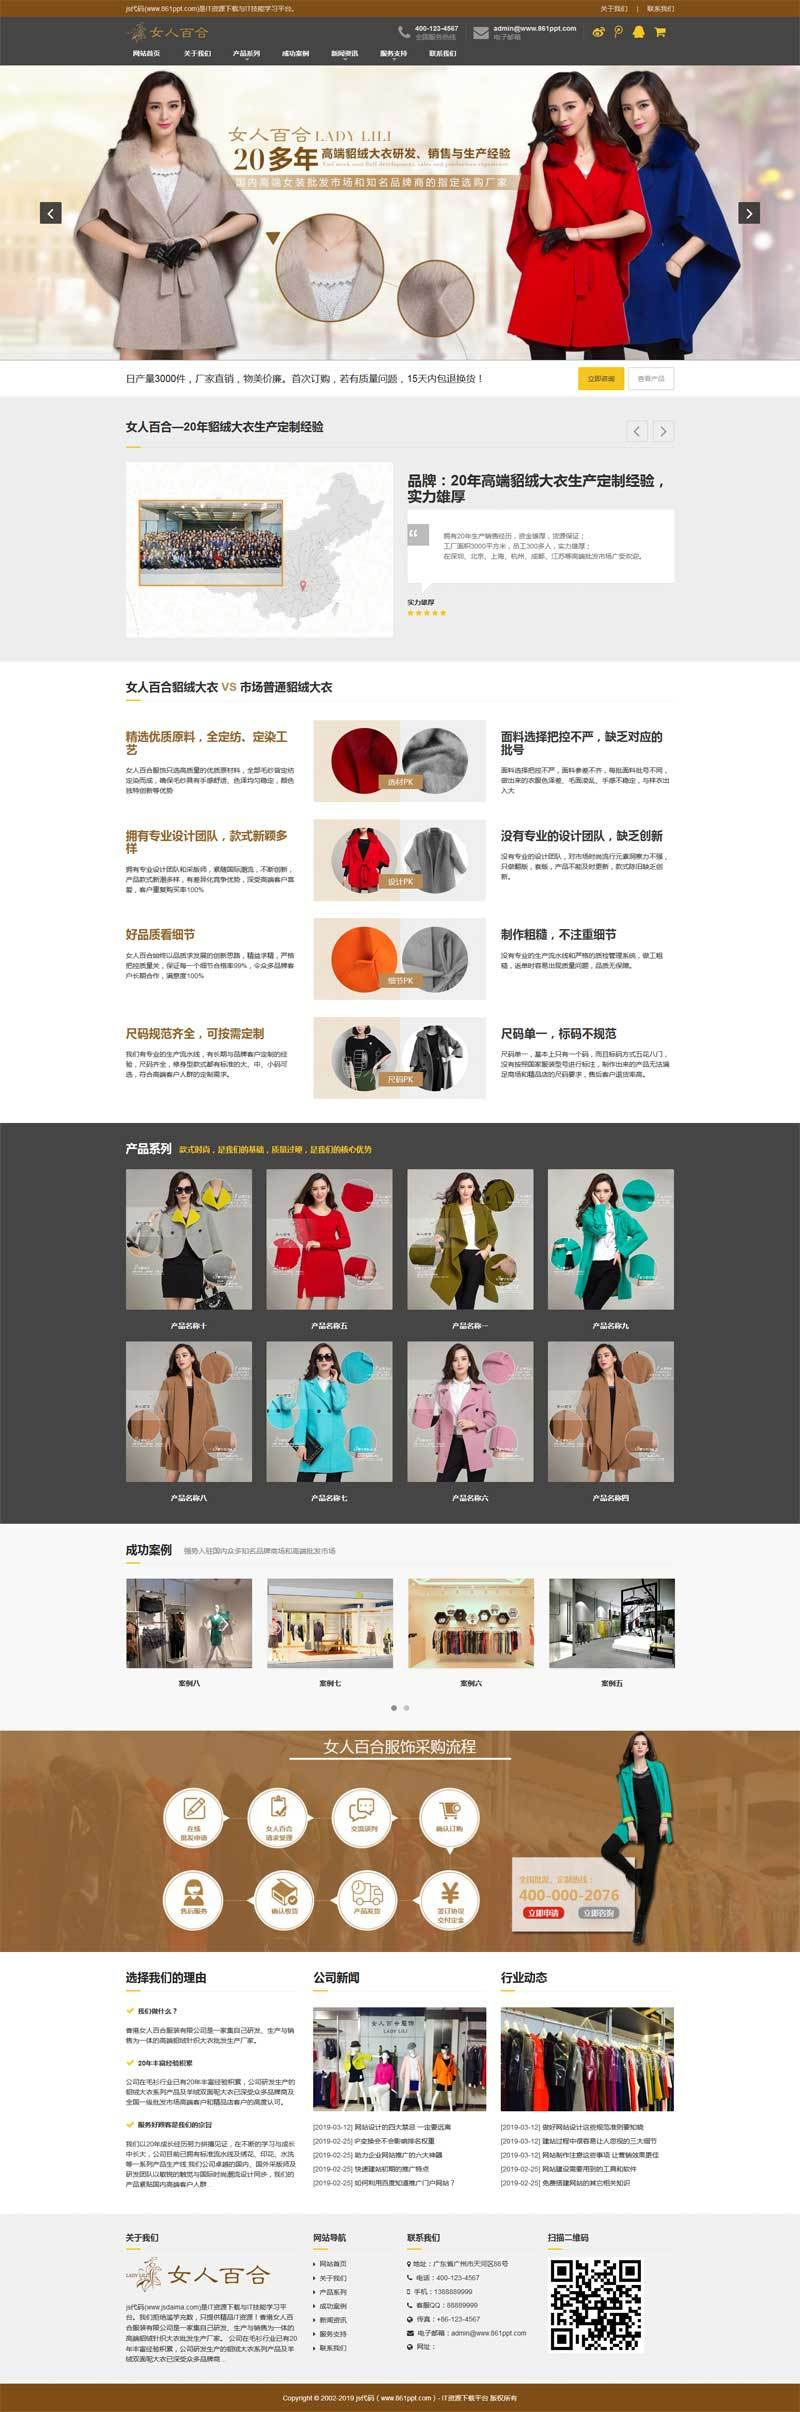 js代码(www.861ppt.com)是IT资源下载与IT技能学习平台。
关于我们 | 联系我们
女人百合
400-123-4567
全国服务热线
admin@www.861ppt.com
电子邮箱
网站首页 关于我们 产品系列 成功案例 新闻资讯 服务支持 联系我们
女人百合 LADY LILI
20多年 高端貂绒大衣研发、销售与生产经验
国内高端女装批发市场和知名品牌商的指定选购厂家
日产量3000件，厂家直销，物美价廉。首次订购，若有质量问题，15天内包退换货！
立即咨询
查看产品
女人百合—20年貂绒大衣生产定制经验
品牌：20年高端貂绒大衣生产定制经验，
实力雄厚
拥有20年生产销售经历，资金雄厚，货源保证；
工厂面积3000平方米，员工300多人，实力雄厚；
在深圳、北京、上海、杭州、成都、江苏等高端批发市场广受欢迎。
实力雄厚
女人百合貂绒大衣 VS 市场普通貂绒大衣
精选优质原料，全定纺、定染工
艺
女人百合服饰只选高质量的优质原材料，全部毛纱皆定纺
定染而成，确保毛纱具有手感舒适、色泽均匀稳定，颜色
独特创新等优势
选材PK
面料选择把控不严，缺乏对应的
批号
面料选择把控不严，面料参差不齐，每批面料批号不同，
做出来的衣服色泽差、毛面凌乱、手感不稳定，与样衣出
入大
拥有专业设计团队，款式新颖多
样
拥有专业设计团队和采版师，紧随国际潮流，不断创新，
产品款式新潮多样，有差异化竞争优势，深受高端客户喜
爱，客户重复购买率100%
设计PK
没有专业的设计团队，缺乏创新
没有专业的设计团队，对市场时尚流行元素洞察力不强，
只做翻版，套版，产品不能及时更新，款式陈旧缺乏创
新。
好品质看细节
女人百合始终以品质求发展的创新思路，精益求精，严格
把控质量关，保证每一个细节合格率99%，令众多品牌客
户长期合作，满意度100%
细节PK
制作粗糙，不注重细节
没有专业的生产流水线和严格的质检管理系统，做工粗
糙，返单时容易出现质量问题，品质无保障。
尺码规范齐全，可按需定制
我们有专业的生产流水线，有长期与品牌客户定制的经
验，尺码齐全，修身型款式都有标准的大、中、小码可
选，符合高端客户人群的定制需求。
尺码PK
尺码单一，标码不规范
尺码单一，基本上只有一个码，而且标码方式五花八门，
没有按照国家服装型号进行标注，制作出来的产品无法满
足商场和精品店的尺码要求，售后客户退货率高。
产品系列 款式时尚，是我们的基础，质量过硬，是我们的核心优势
产品名称十 产品名称五 产品名称一 产品名称九
产品名称八 产品名称七 产品名称六 产品名称四
成功案例 强势入驻国内众多知名品牌商场和高端批发市场
案例八 案例七 案例六 案例五
女人百合服饰采购流程
在线
批发申请
女人百合
请求受理
交流谈判
确认订购
售后服务
确认收货
产品发货
签订协议
交付定金
全国批发、定制热线：
400-000-2076
立即申请 立即咨询
选择我们的理由
我们做什么？
香港女人百合服装有限公司是一家集自己研发、生产与销
售为一体的高端貂绒针织大衣批发生产厂家。
20年丰富经验积累
公司在毛衫行业已有20年丰富经验积累，公司研发生产的
貂绒大衣系列产品及羊绒双面呢大衣已深受众多品牌商及
全国一级批发市场高端客户和精品店客户的高度认可。
服务好顾客是我们的宗旨
我们以20年成长经历努力拼搏见证，在不断的学习与成长
中长大，公司目前已拥有标准流水线及绣花、印花、水洗
等一系列产品生产线.我们公司卓越的国内、国外采版师及
研发团队以敏锐的触觉与国际时尚潮流设计同步，我们的
产品紧贴国内高端客户人群...
公司新闻
女人百合服饰
LADY LILI
[2019-03-12] 网站设计的四大禁忌 一定要远离
[2019-02-25] IP变换会不会影响排名权重
[2019-02-25] 助力企业网站推广的六大神器
[2019-02-25] 快速建站初期的推广特点
[2019-02-25] 如何利用百度知道推广门户网站？
行业动态
[2019-03-12] 做好网站设计这些规范准则要知晓
[2019-03-12] 建站过程中很容易让人忽视的三大细节
[2019-03-12] 网站制作注意这些事项 让营销效果更佳
[2019-02-25] 网站建设需要用到的工具和软件
[2019-02-25] 免费搭建网站的其它相关知识
关于我们
LADY LILI 女人百合
js代码(www.jsdaima.com)是IT资源下载与IT技能学习平
台。我们拒绝滥竽充数，只提供精品IT资源！香港女人百
合服装有限公司是一家集自己研发、生产与销售为一体的
高端貂绒针织大衣批发生产厂家。 公司在毛衫行业已有20
年丰富经验积累，公司研发生产的貂绒大衣系列产品及羊
绒双面呢大衣已深受众多品牌商...
网站导航
网站首页
关于我们
产品系列
成功案例
新闻资讯
服务支持
联系我们
联系我们
地址：广东省广州市天河区88号
电话：400-123-4567
手机：1388889999
客服QQ：88889999
传真：+86-123-4567
电子邮箱：admin@www.861ppt.com
网址：
扫描二维码
Copyright © 2002-2019 js代码（www.861ppt.com）- IT资源下载平台 版权所有